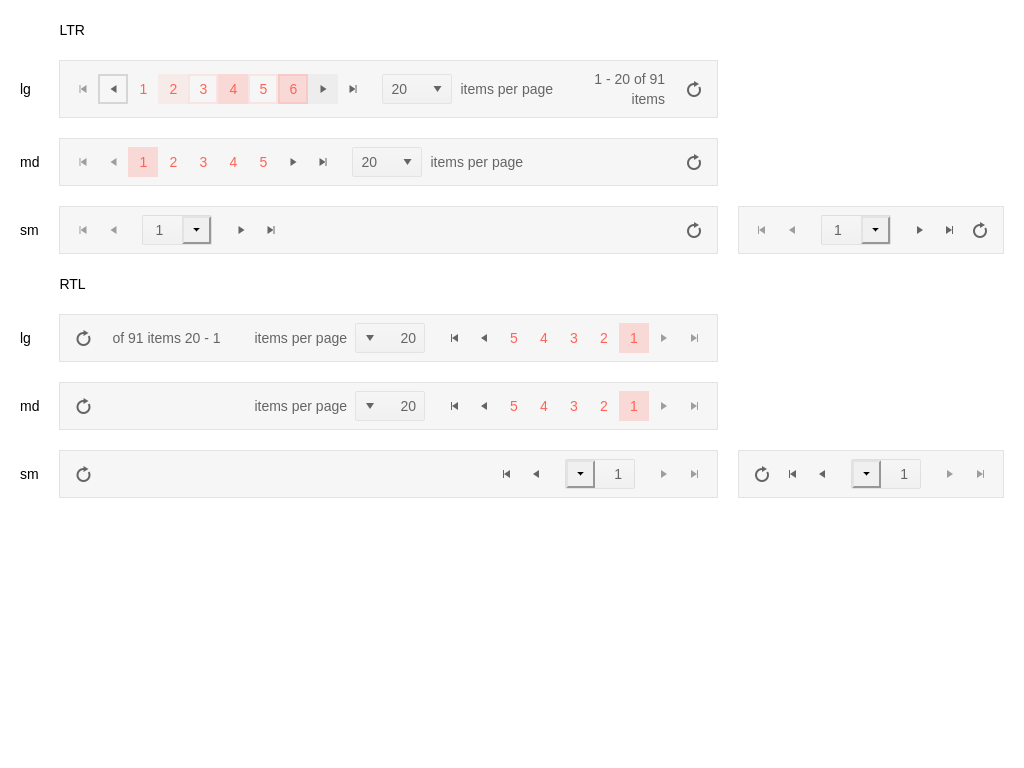 LTR
lg 1 2 3 4 5 6 20 items per page 1 - 20 of 91
items
md 1 2 3 4 5 20 items per page
sm 1 1
RTL
lg of 91 items 20 - 1 items per page 20 5 4 3 2 1
md items per page 20 5 4 3 2 1
sm 1 1